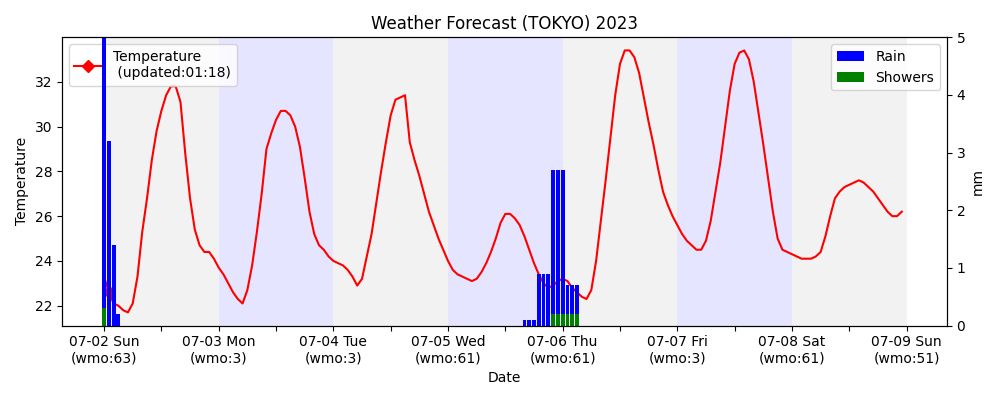 Weather Forecast (TOKYO) 2023
Temperature
(updated:01:18)
Rain
Showers
Temperature
32
30
28
26
24
22
5
4
3
2
1
0
mm
07-02 Sun
(wmo:63)
07-03 Mon
(wmo:3)
07-04 Tue
(wmo:3)
07-05 Wed
(wmo:61)
07-06 Thu
(wmo:61)
07-07 Fri
(wmo:3)
07-08 Sat
(wmo:61)
07-09 Sun
(wmo:51)
Date